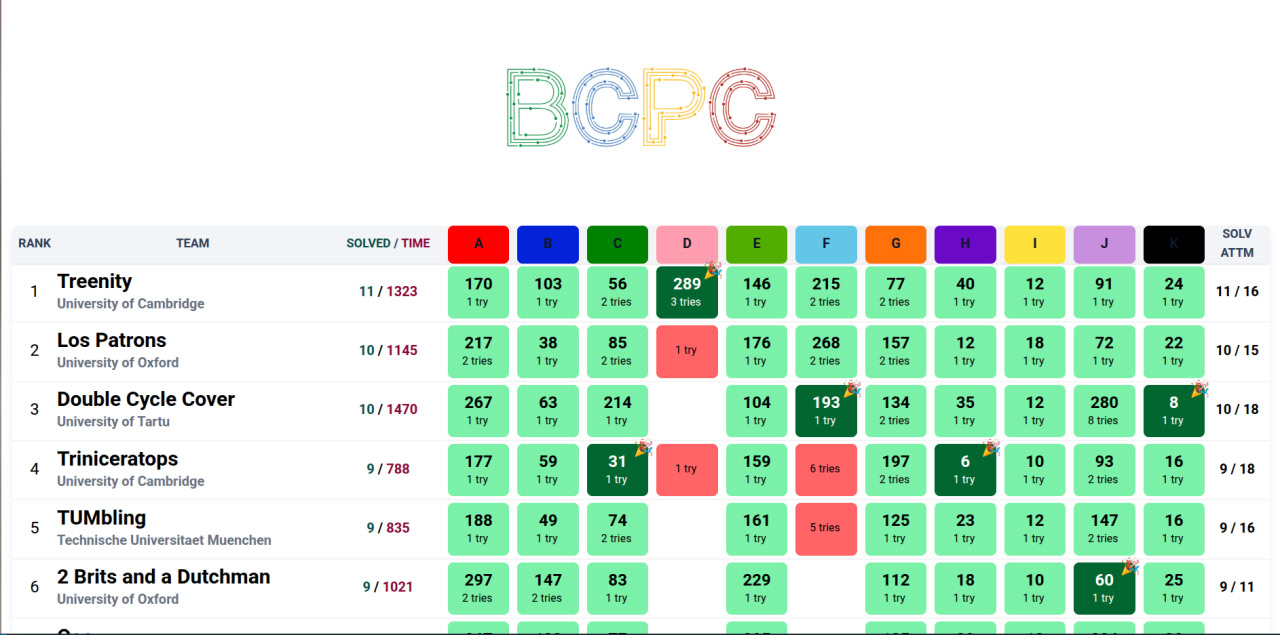 BCPC
RANK TEAM SOLVED / TIME A B C D E F G H I J K SOLV ATTM
1 Treenity 11 / 1323 170 103 56 289 146 215 77 40 12 91 24 11 / 16
University of Cambridge 1 try 1 try 2 tries 3 tries 1 try 2 tries 2 tries 1 try 1 try 1 try 1 try
2 Los Patrons 10 / 1145 217 38 85 1 try 176 268 157 12 18 72 22 10 / 15
University of Oxford 2 tries 1 try 2 tries 1 try 2 tries 2 tries 1 try 1 try 1 try 1 try
3 Double Cycle Cover 10 / 1470 267 63 214 104 193 134 35 12 280 8 10 / 18
University of Tartu 1 try 1 try 1 try 1 try 1 try 2 tries 1 try 1 try 8 tries 1 try
4 Triniceratops 9 / 788 177 59 31 1 try 159 6 tries 197 6 10 93 16 9 / 18
University of Cambridge 1 try 1 try 1 try 1 try 2 tries 1 try 1 try 2 tries 1 try
5 TUMbling 9 / 835 188 49 74 161 5 tries 125 23 12 147 16 9 / 16
Technische Universitaet Muenchen 1 try 1 try 2 tries 1 try 1 try 1 try 1 try 2 tries 1 try
6 2 Brits and a Dutchman 9 / 1021 297 147 83 229 112 18 10 60 25 9 / 11
University of Oxford 2 tries 2 tries 1 try 1 try 1 try 1 try 1 try 1 try 1 try